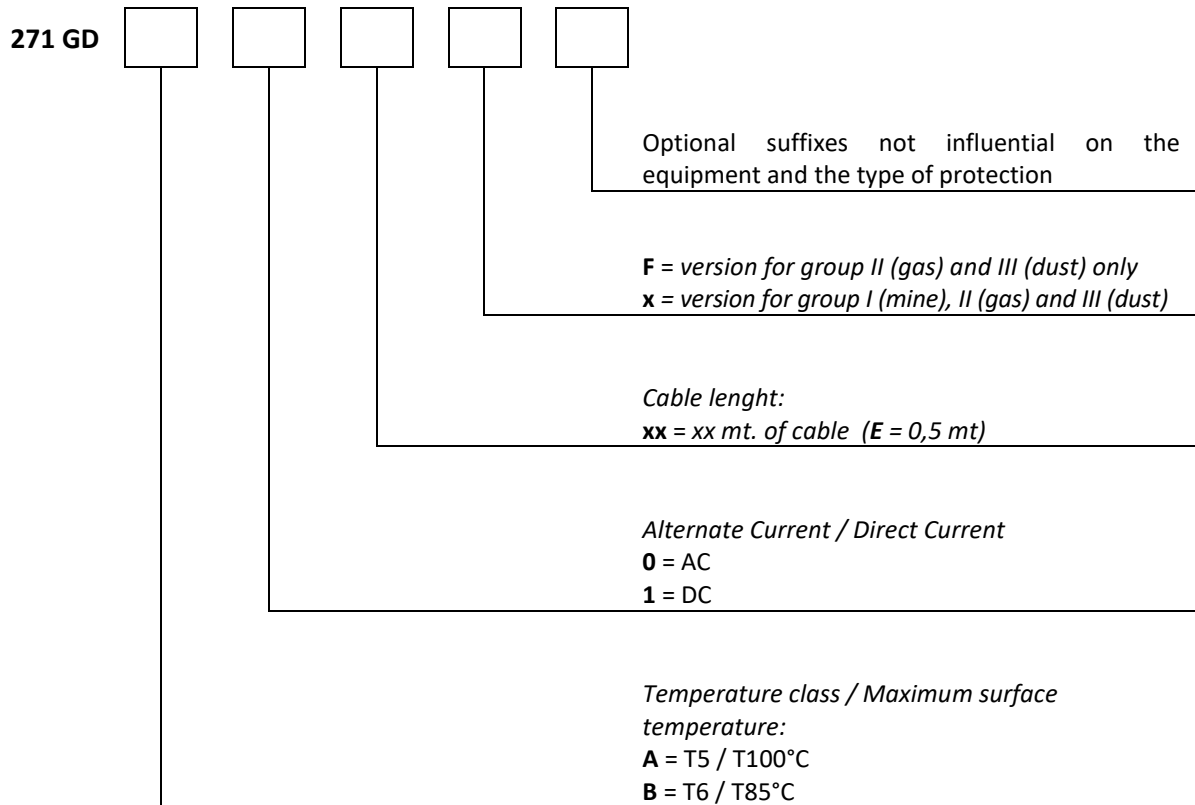 271 GD
Optional suffixes not influential on the
equipment and the type of protection
F = version for group II (gas) and III (dust) only
x = version for group I (mine), II (gas) and III (dust)
Cable lenght:
xx = xx mt. of cable (E = 0,5 mt)
Alternate Current / Direct Current
0 = AC
1 = DC
Temperature class / Maximum surface
temperature:
A = T5 / T100°C
B = T6 / T85°C